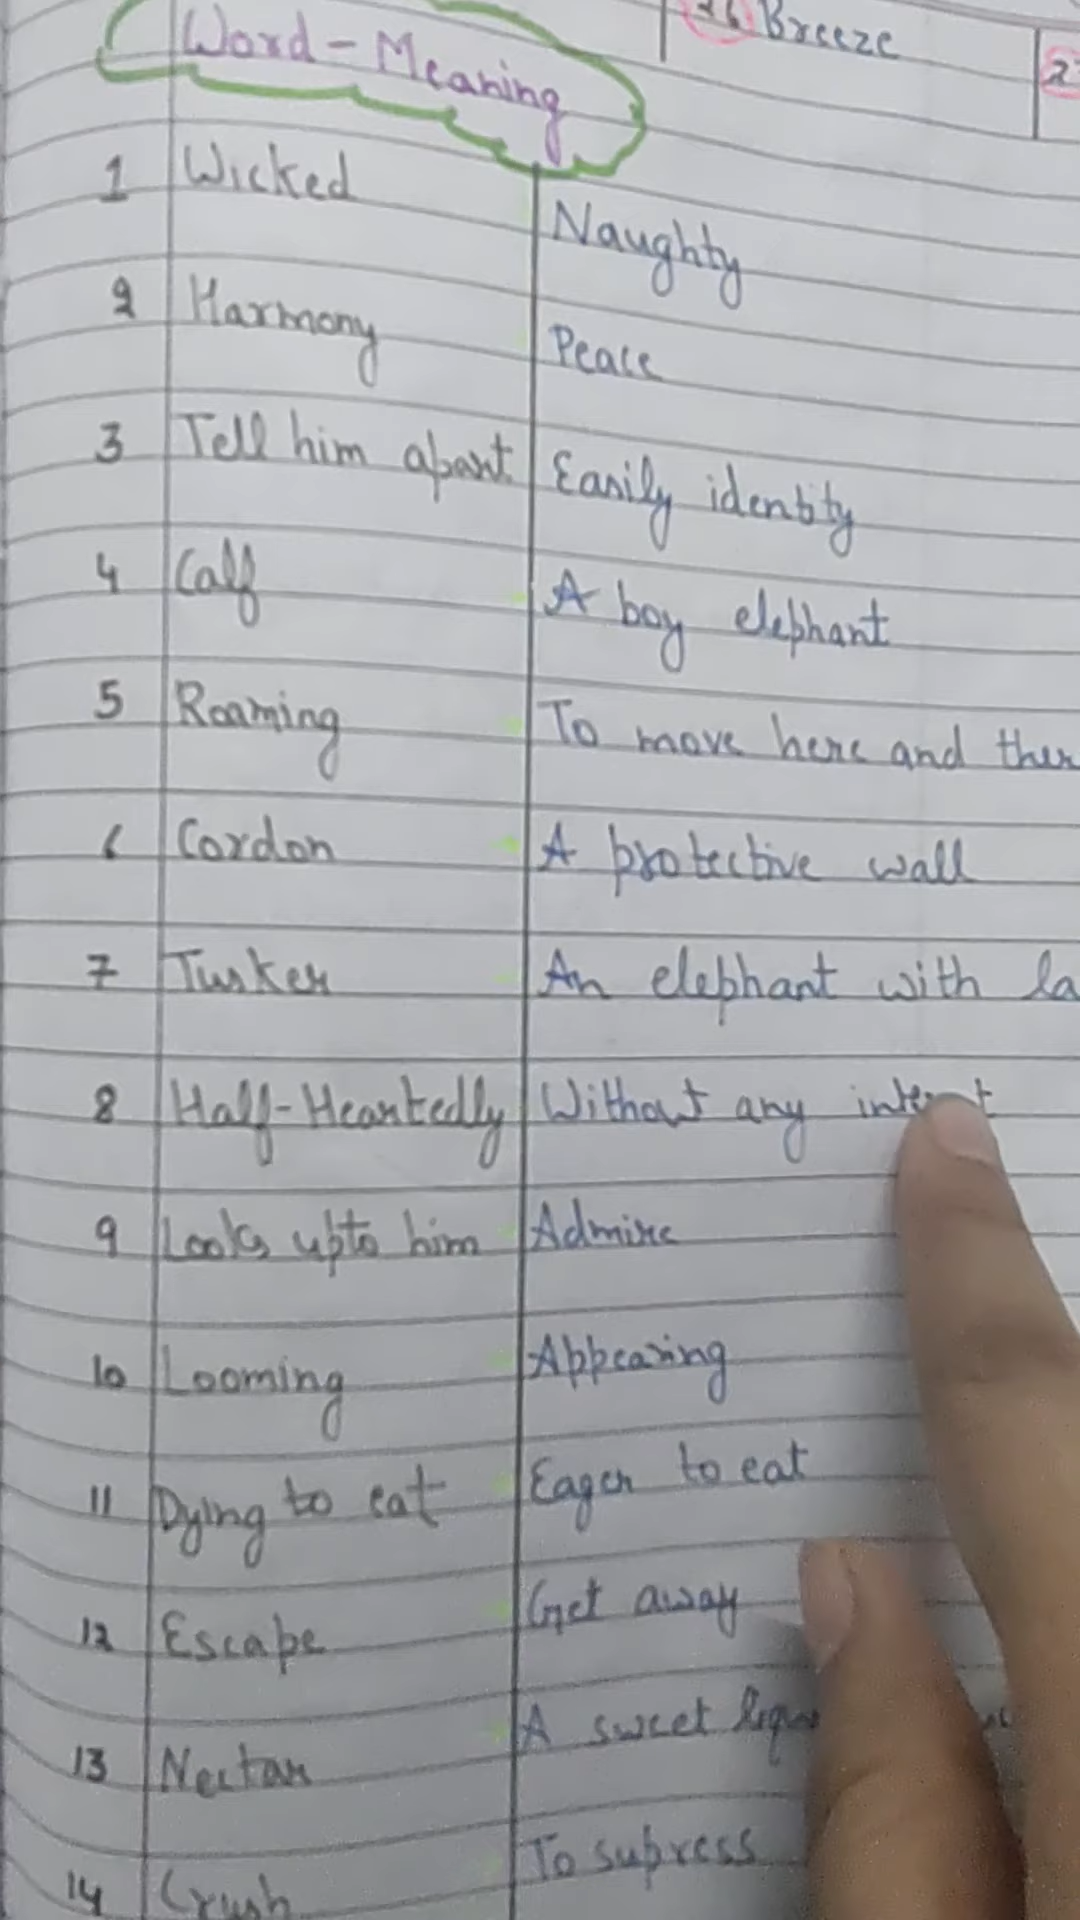 Breeze
Word - Meaning
1 Wicked Naughty
2 Harmony Peace
3 Tell him apart Easily identity
4 Calf A boy elephant
5 Roaming To move here and ther
6 Cordon A protective wall
7 Tusker An elephant with la
8 Half-Heartedly Without any
9 Looks upto him Admire
10 Looming Appearing
11 Dying to eat Eager to eat
12 Escape Get away
13 Nectar A sweet
14 Crush To supress